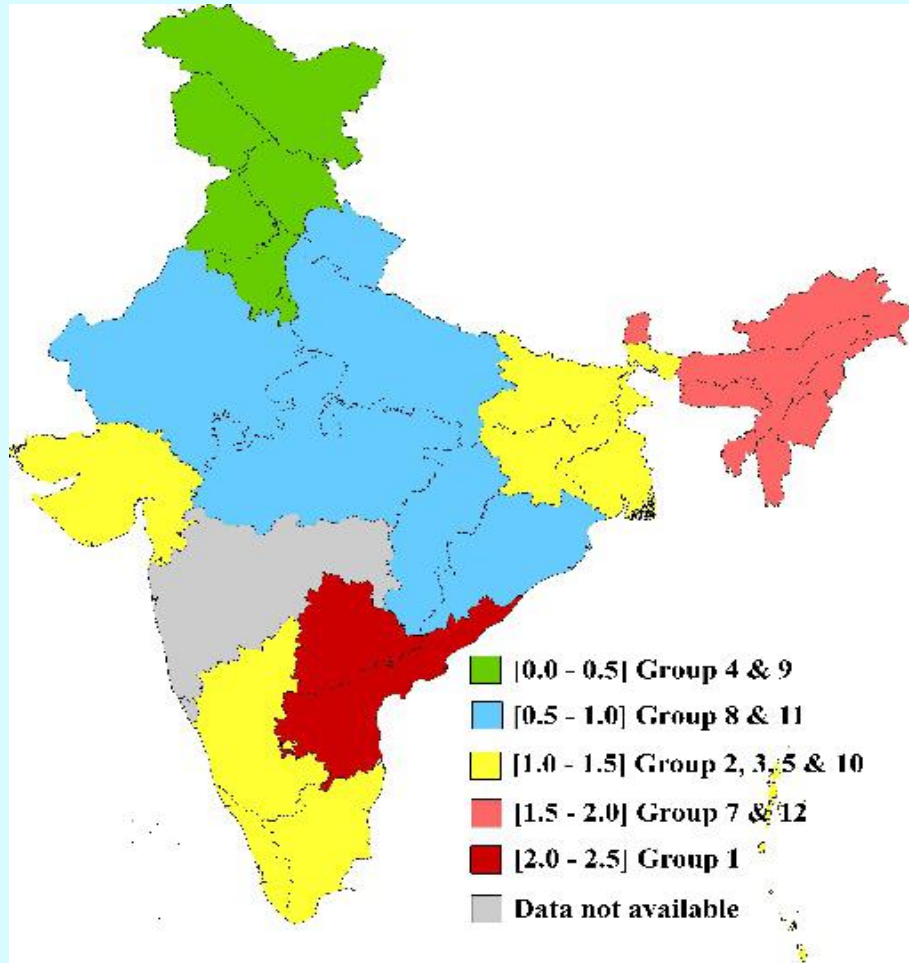 [0.0 - 0.5] Group 4 & 9
[0.5 - 1.0] Group 8 & 11
[1.0 - 1.5] Group 2, 3, 5 & 10
[1.5 - 2.0] Group 7 & 12
[2.0 - 2.5] Group 1
Data not available